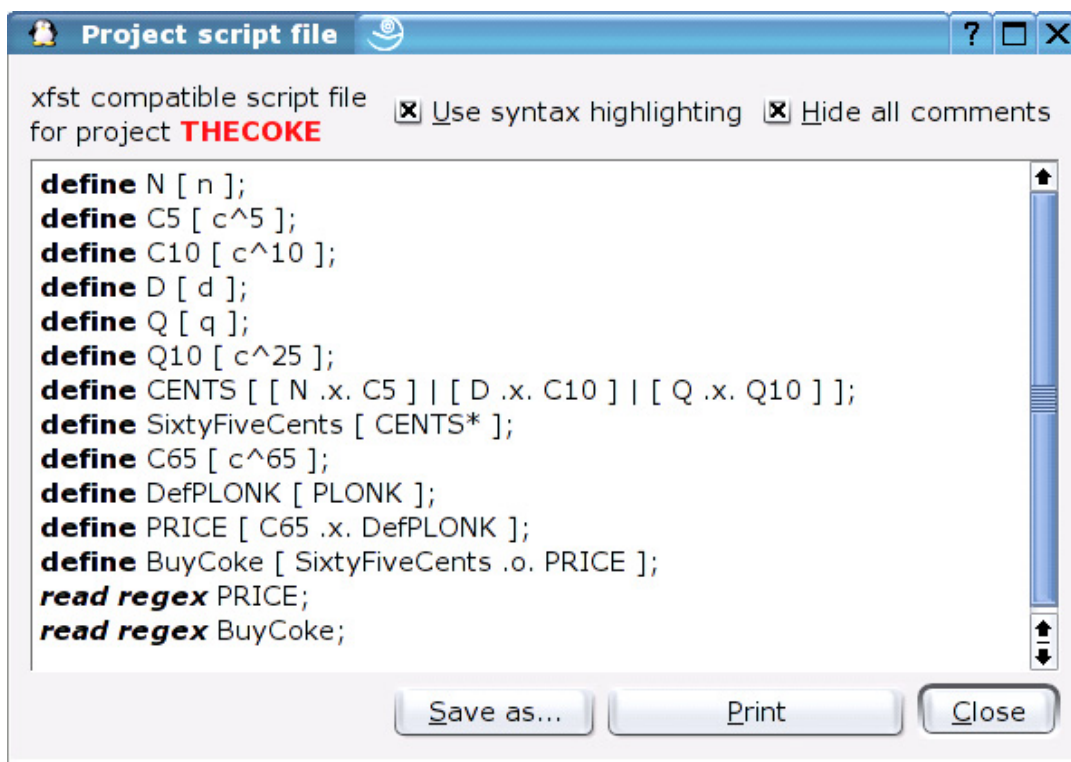 Project script file
xfst compatible script file
for project THECOKE
Use syntax highlighting
Hide all comments
define N [ n ];
define C5 [ c^5 ];
define C10 [ c^10 ];
define D [ d ];
define Q [ q ];
define Q10 [ c^25 ];
define CENTS [ [ N .x. C5 ] | [ D .x. C10 ] | [ Q .x. Q10 ] ];
define SixtyFiveCents [ CENTS* ];
define C65 [ c^65 ];
define DefPLONK [ PLONK ];
define PRICE [ C65 .x. DefPLONK ];
define BuyCoke [ SixtyFiveCents .o. PRICE ];
read regex PRICE;
read regex BuyCoke;
Save as...
Print
Close